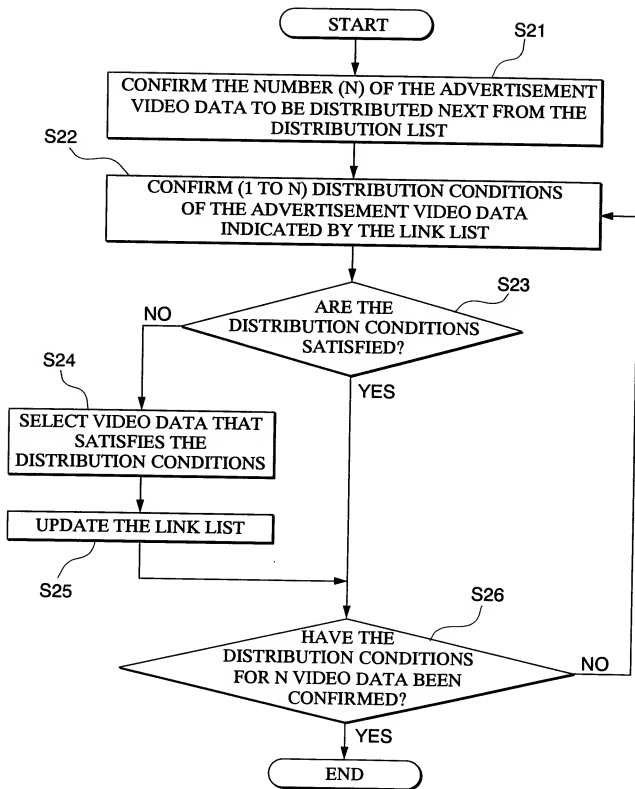 START
S21
CONFIRM THE NUMBER (N) OF THE ADVERTISEMENT
VIDEO DATA TO BE DISTRIBUTED NEXT FROM THE
DISTRIBUTION LIST
S22
CONFIRM (1 TO N) DISTRIBUTION CONDITIONS
OF THE ADVERTISEMENT VIDEO DATA
INDICATED BY THE LINK LIST
S23
ARE THE
DISTRIBUTION CONDITIONS
SATISFIED?
NO
YES
S24
SELECT VIDEO DATA THAT
SATISFIES THE
DISTRIBUTION CONDITIONS
UPDATE THE LINK LIST
S25
S26
HAVE THE
DISTRIBUTION CONDITIONS
FOR N VIDEO DATA BEEN
CONFIRMED?
NO
YES
END